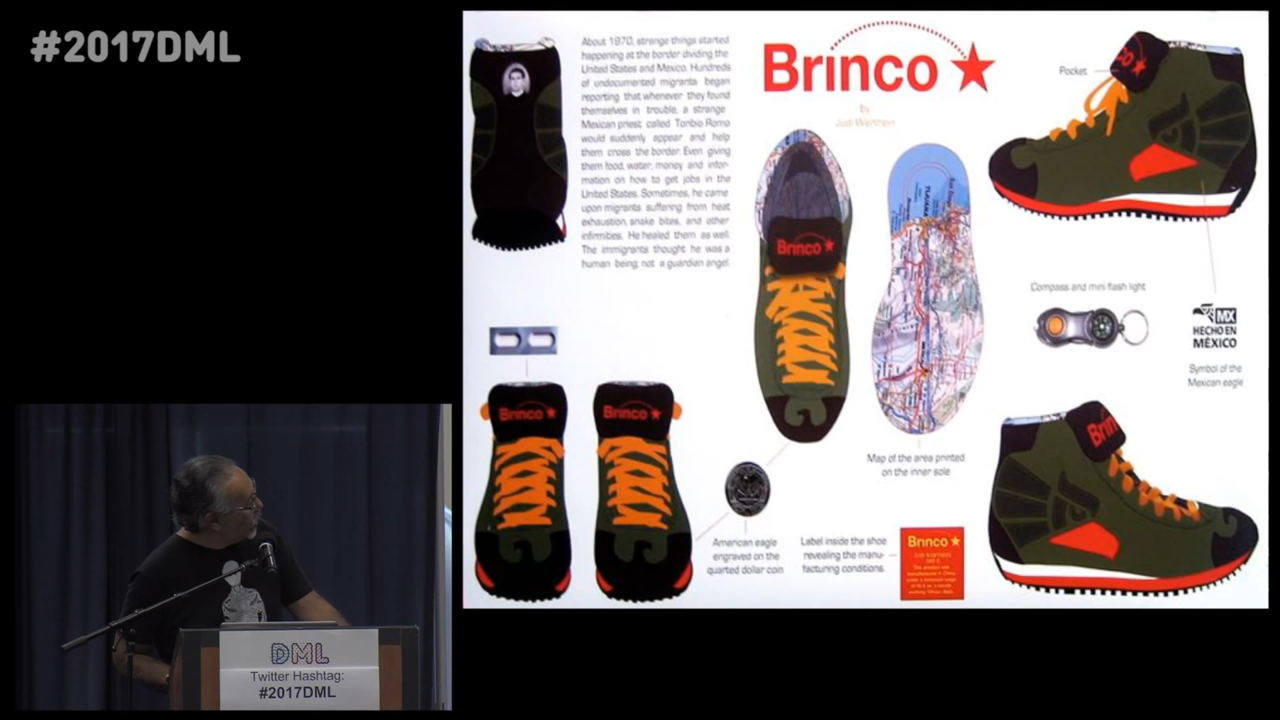 #2017DML
About 1970, strange things started
happening at the border dividing the
United States and Mexico. Hundreds
of undocumented migrants began
reporting that whenever they found
themselves in trouble, a strange
Mexican priest called Toribio Romo
would suddenly appear and help
them cross the border. Even giving
them food, water, money and infor-
mation on how to get jobs in the
United States. Sometimes, he came
upon migrants suffering from heat
exhaustion, snake bites, and other
infirmities. He healed them as well.
The immigrants thought he was a
human being, not a guardian angel.
Brinco
by
Judi Werthein
Pocket
Brinco
TIJUANA
Compass and mini flash light
MX
HECHO EN
MÉXICO
Symbol of the
Mexican eagle
Brinco
Brinco
Map of the area printed
on the inner sole
American eagle
engraved on the
quarted dollar coin
Label inside the shoe
revealing the manu-
facturing conditions.
Brinco
Brin
DML
Twitter Hashtag:
#2017DML